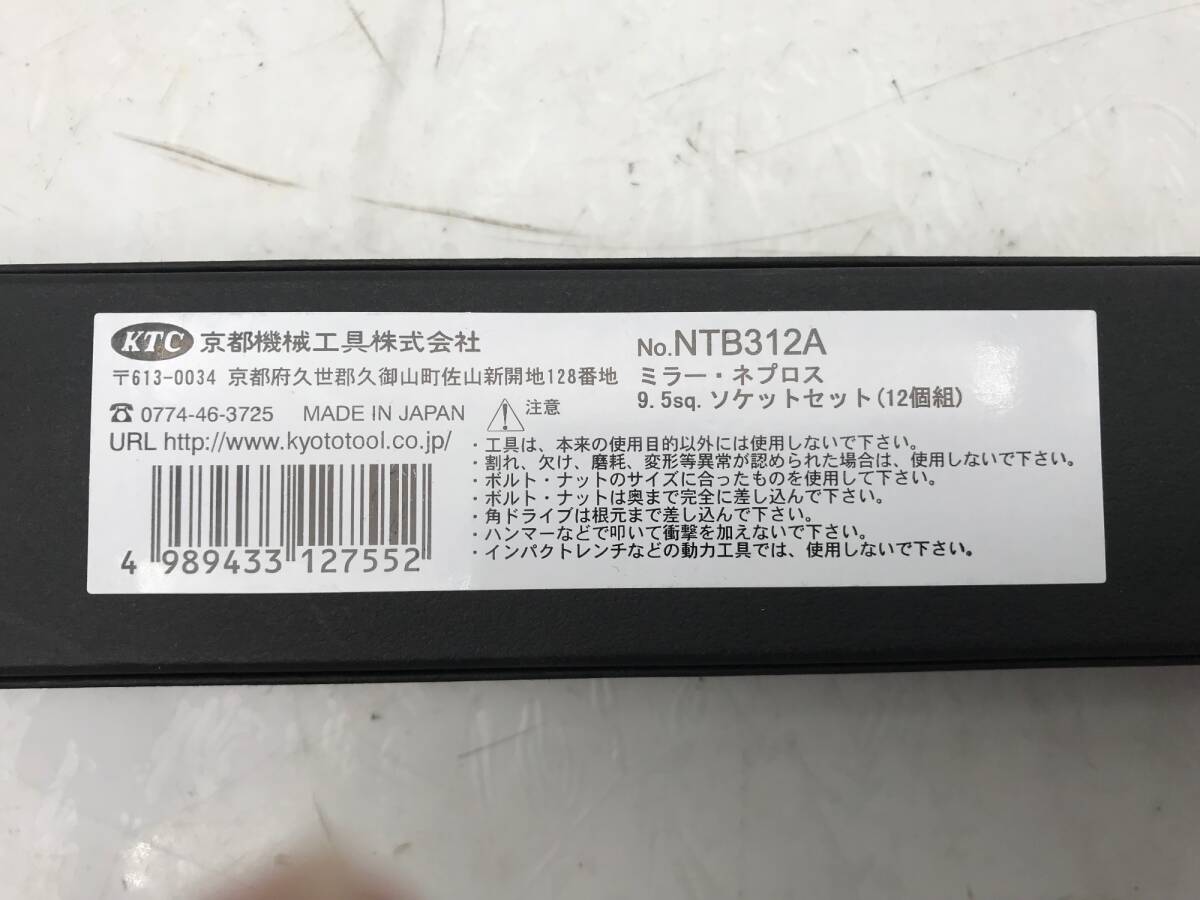 KTC 京都機械工具株式会社
〒613-0034 京都府久世郡久御山町佐山新開地128番地
☎ 0774-46-3725 MADE IN JAPAN
URL http://www.kyototool.co.jp/
4 989433 127552
No.NTB312A
ミラー・ネプロス
9.5sq. ソケットセット(12個組)
注意
・工具は、本来の使用目的以外には使用しないで下さい。
・割れ、欠け、磨耗、変形等異常が認められた場合は、使用しないで下さい。
・ボルト・ナットのサイズに合ったものを使用して下さい。
・ボルト・ナットは奥まで完全に差し込んで下さい。
・角ドライブは根元まで差し込んで下さい。
・ハンマーなどで叩いて衝撃を加えないで下さい。
・インパクトレンチなどの動力工具では、使用しないで下さい。